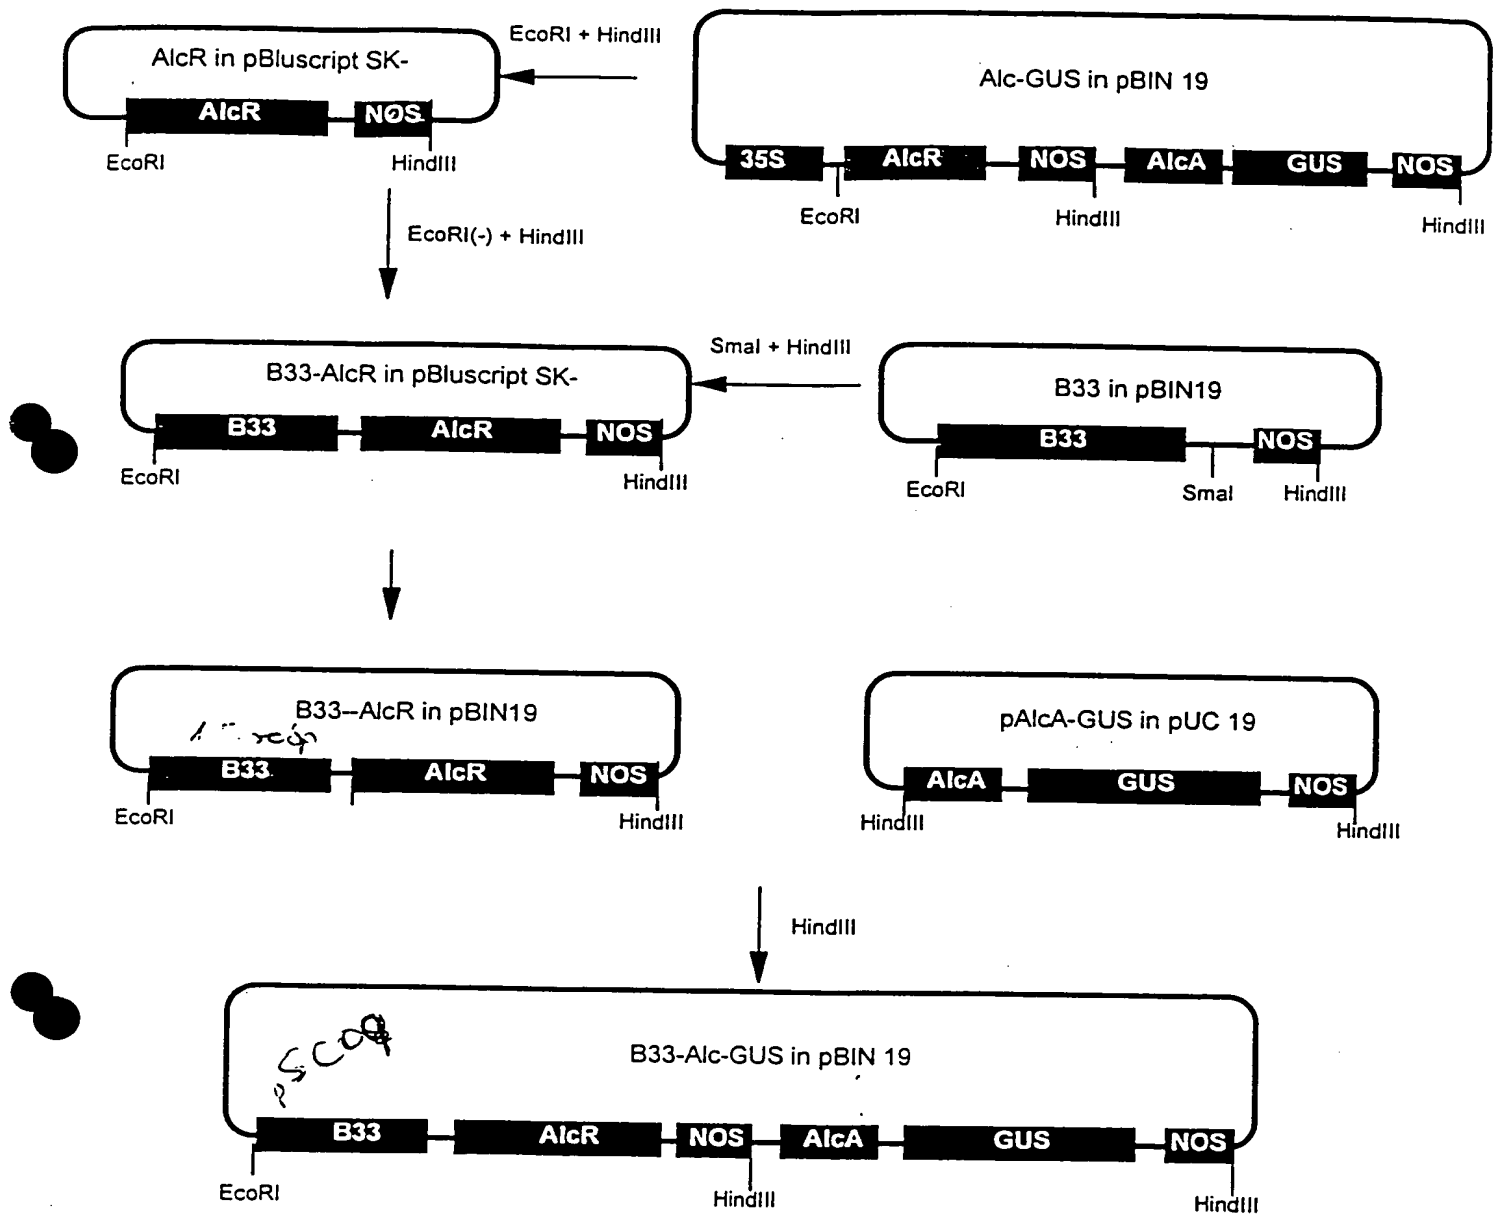 EcoRI + HindIII
AlcR in pBluscript SK-
Alc-GUS in pBIN 19
AlcR NOS
EcoRI HindIII
35S AlcR NOS AlcA GUS NOS
EcoRI HindIII HindIII
EcoRI(-) + HindIII
SmaI + HindIII
B33-AlcR in pBluscript SK-
B33 in pBIN19
B33 AlcR NOS
B33 NOS
EcoRI HindIII
EcoRI SmaI HindIII
B33--AlcR in pBIN19
pAlcA-GUS in pUC 19
B33 AlcR NOS
AlcA GUS NOS
EcoRI HindIII
HindIII HindIII
HindIII
B33-Alc-GUS in pBIN 19
B33 AlcR NOS AlcA GUS NOS
EcoRI HindIII HindIII